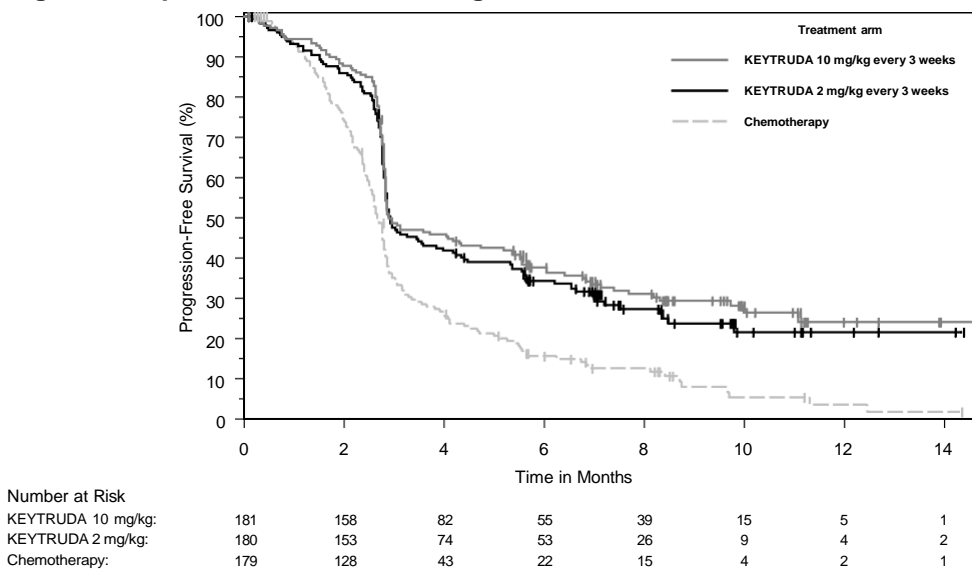 100
90
80
70
60
50
40
30
20
10
0
Progression-Free Survival (%)
Treatment arm
KEYTRUDA 10 mg/kg every 3 weeks
KEYTRUDA 2 mg/kg every 3 weeks
Chemotherapy
0 2 4 6 8 10 12 14
Time in Months
Number at Risk
KEYTRUDA 10 mg/kg: 181 158 82 55 39 15 5 1
KEYTRUDA 2 mg/kg: 180 153 74 53 26 9 4 2
Chemotherapy: 179 128 43 22 15 4 2 1